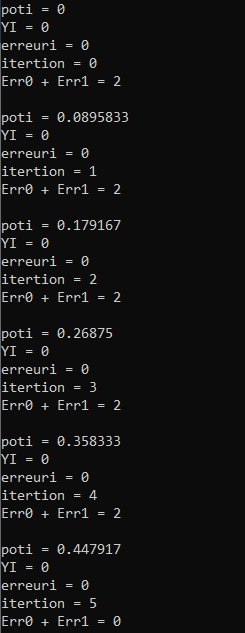 poti = 0
YI = 0
erreuri = 0
itertion = 0
Err0 + Err1 = 2
poti = 0.0895833
YI = 0
erreuri = 0
itertion = 1
Err0 + Err1 = 2
poti = 0.179167
YI = 0
erreuri = 0
itertion = 2
Err0 + Err1 = 2
poti = 0.26875
YI = 0
erreuri = 0
itertion = 3
Err0 + Err1 = 2
poti = 0.358333
YI = 0
erreuri = 0
itertion = 4
Err0 + Err1 = 2
poti = 0.447917
YI = 0
erreuri = 0
itertion = 5
Err0 + Err1 = 0